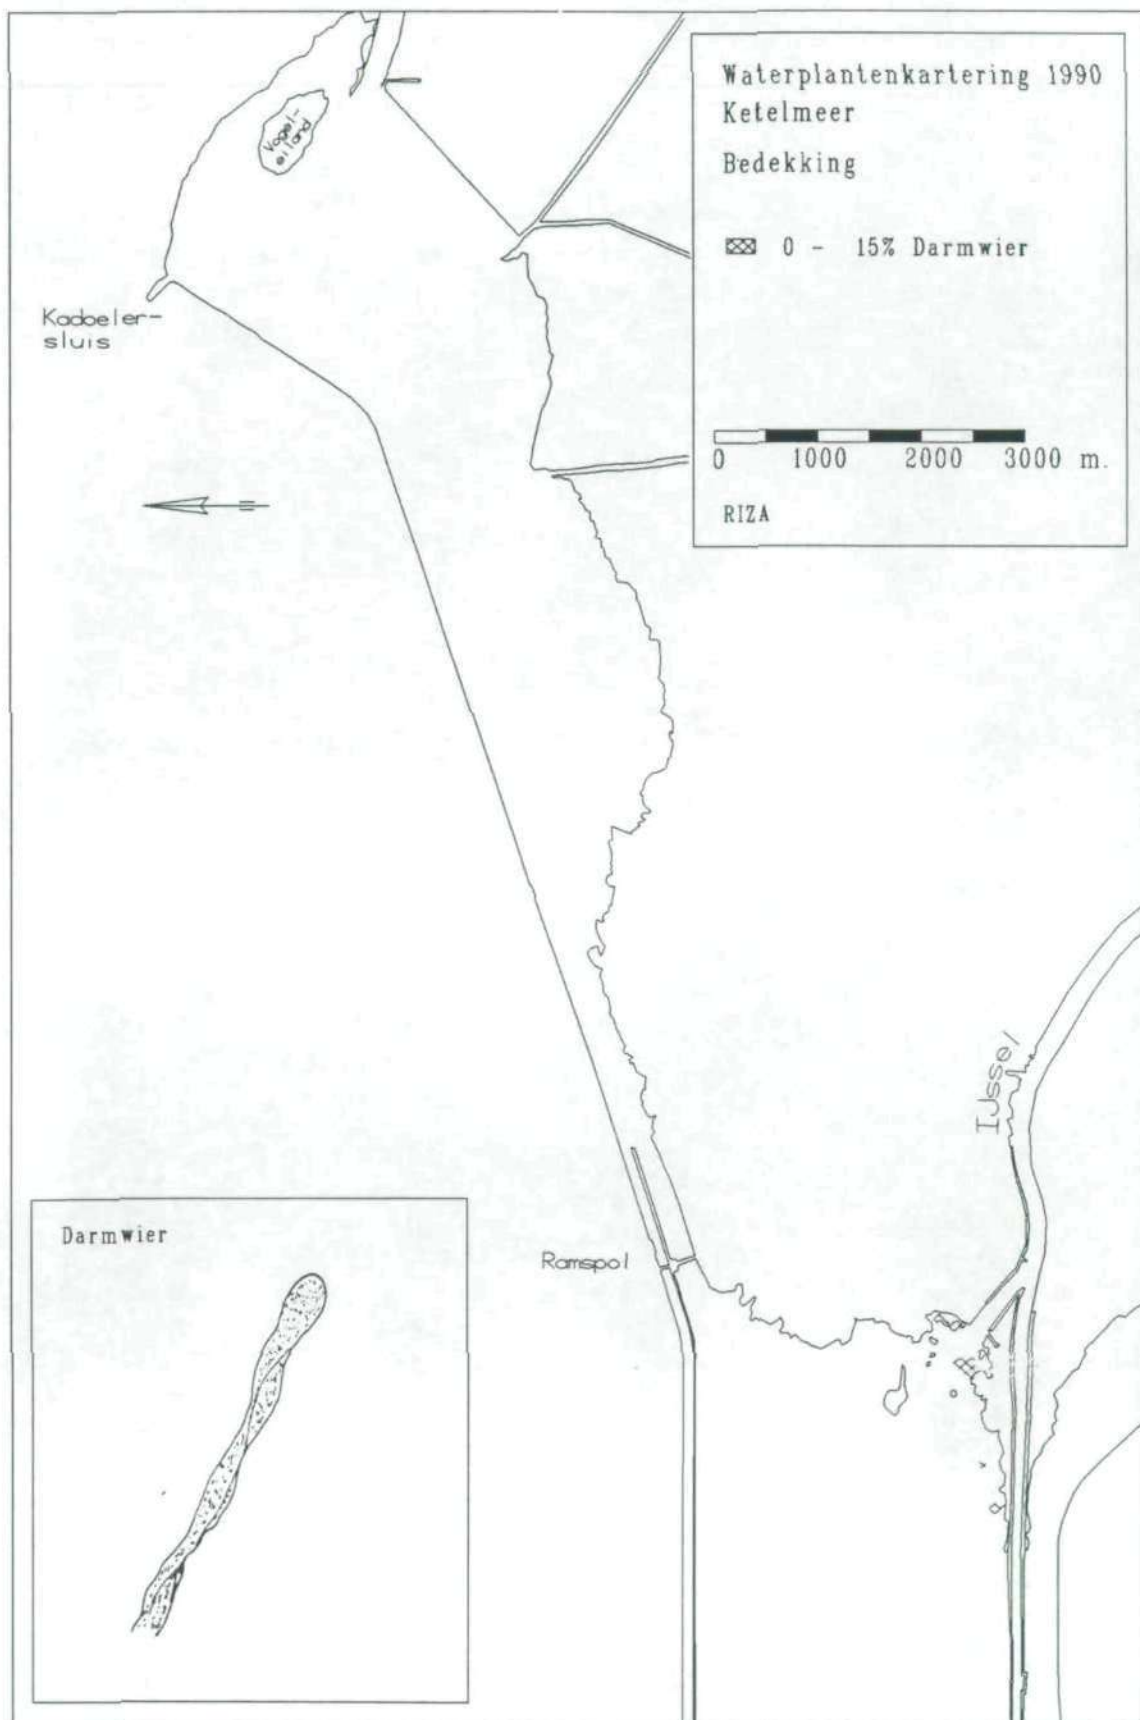 Waterplantenkartering 1990
Ketelmeer
Bedekking
0 - 15% Darmwier
0 1000 2000 3000 m.
RIZA
Vogel-
eiland
Kadoeler-
sluis
IJssel
Ramspol
Darmwier